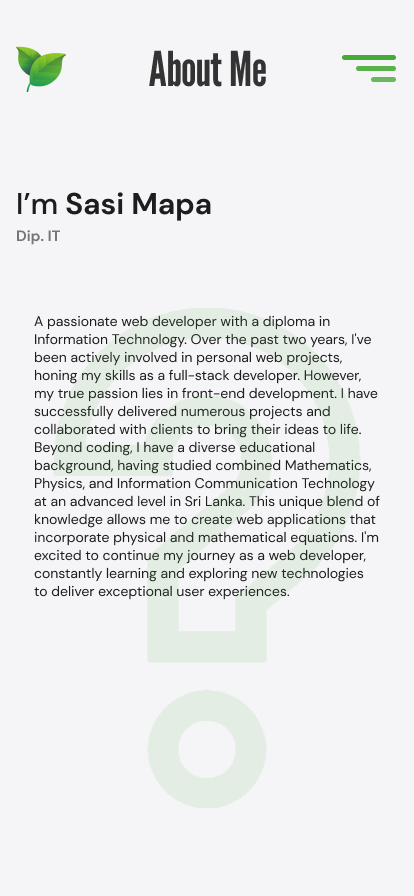 About Me
I’m Sasi Mapa
Dip. IT
A passionate web developer with a diploma in
Information Technology. Over the past two years, I've
been actively involved in personal web projects,
honing my skills as a full-stack developer. However,
my true passion lies in front-end development. I have
successfully delivered numerous projects and
collaborated with clients to bring their ideas to life.
Beyond coding, I have a diverse educational
background, having studied combined Mathematics,
Physics, and Information Communication Technology
at an advanced level in Sri Lanka. This unique blend of
knowledge allows me to create web applications that
incorporate physical and mathematical equations. I'm
excited to continue my journey as a web developer,
constantly learning and exploring new technologies
to deliver exceptional user experiences.